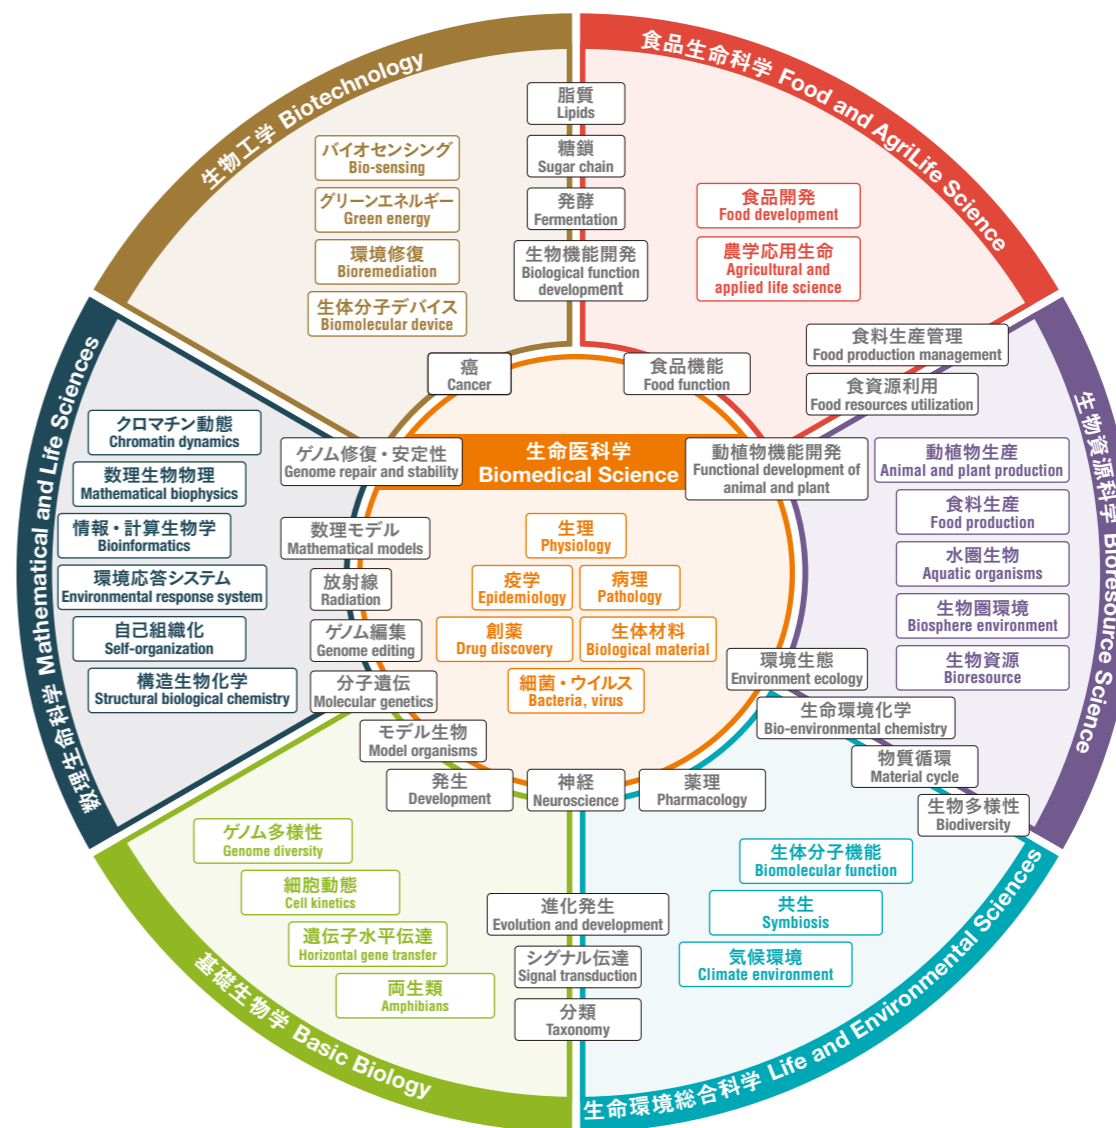 生物工学 Biotechnology
食品生命科学 Food and AgriLife Science
脂質
Lipids
糖鎖
Sugar chain
発酵
Fermentation
生物機能開発
Biological function
development
バイオセンシング
Bio-sensing
グリーンエネルギー
Green energy
環境修復
Bioremediation
生体分子デバイス
Biomolecular device
食品開発
Food development
農学応用生命
Agricultural and
applied life science
食料生産管理
Food production management
食資源利用
Food resources utilization
癌
Cancer
食品機能
Food function
数理生命科学 Mathematical and Life Sciences
クロマチン動態
Chromatin dynamics
数理生物物理
Mathematical biophysics
情報・計算生物学
Bioinformatics
環境応答システム
Environmental response system
自己組織化
Self-organization
構造生物化学
Structural biological chemistry
ゲノム修復・安定性
Genome repair and stability
数理モデル
Mathematical models
放射線
Radiation
ゲノム編集
Genome editing
分子遺伝
Molecular genetics
生命医科学
Biomedical Science
動植物機能開発
Functional development of
animal and plant
生理
Physiology
疫学
Epidemiology
病理
Pathology
創薬
Drug discovery
生体材料
Biological material
細菌・ウイルス
Bacteria, virus
生物資源科学 Bioresource Science
動植物生産
Animal and plant production
食料生産
Food production
水圏生物
Aquatic organisms
生物圏環境
Biosphere environment
生物資源
Bioresource
環境生態
Environment ecology
生命環境化学
Bio-environmental chemistry
物質循環
Material cycle
生物多様性
Biodiversity
モデル生物
Model organisms
発生
Development
神経
Neuroscience
薬理
Pharmacology
ゲノム多様性
Genome diversity
細胞動態
Cell kinetics
遺伝子水平伝達
Horizontal gene transfer
両生類
Amphibians
進化発生
Evolution and development
シグナル伝達
Signal transduction
分類
Taxonomy
生体分子機能
Biomolecular function
共生
Symbiosis
気候環境
Climate environment
基礎生物学 Basic Biology
生命環境総合科学 Life and Environmental Sciences